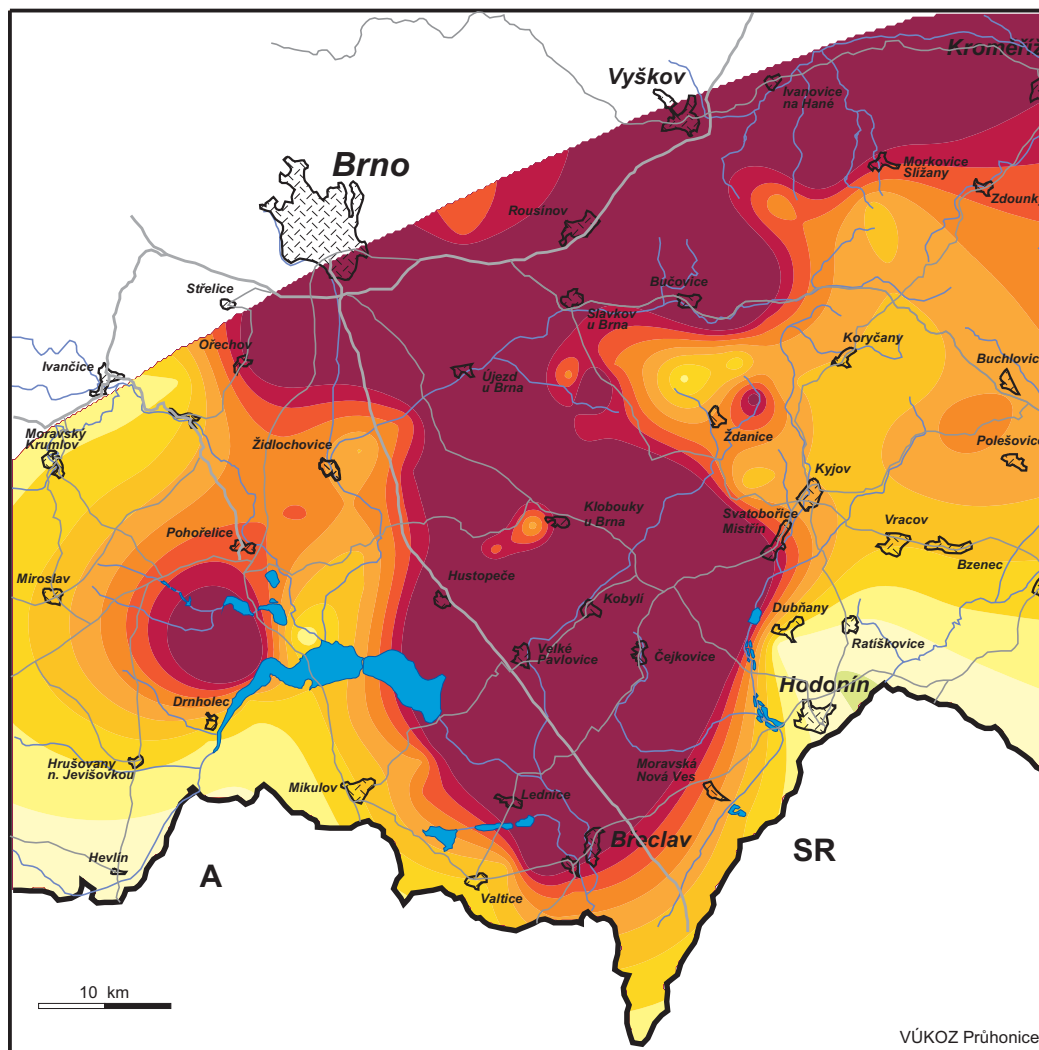 Kroměříž
Vyškov
Ivanovice
na Hané
Brno
Morkovice
Slížany
Zdounky
Rousínov
Střelice
Bučovice
Slavkov
u Brna
Ořechov
Koryčany
Ivančice
Újezd
u Brna
Buchlovice
Moravský
Krumlov
Židlochovice
Ždanice
Polešovice
Kyjov
Klobouky
u Brna
Svatobořice
Mistřín
Vracov
Pohořelice
Bzenec
Miroslav
Hustopeče
Kobylí
Dubňany
Ratíškovice
Velké
Pavlovice
Čejkovice
Hodonín
Drnholec
Hrušovany
n. Jevišovkou
Mikulov
Moravská
Nová Ves
Lednice
Břeclav
SR
Hevlín
A
Valtice
10 km
VÚKOZ Průhonice